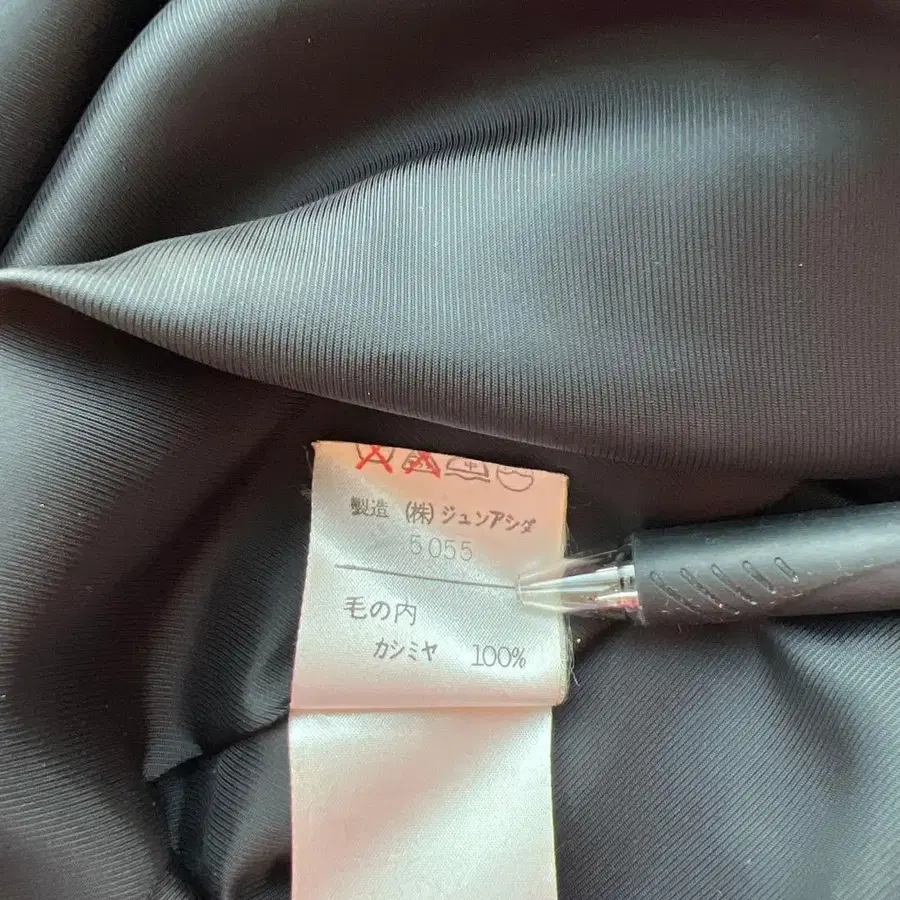 製造 (株)ジュンアシダ
5055
毛の内
カシミヤ 100%